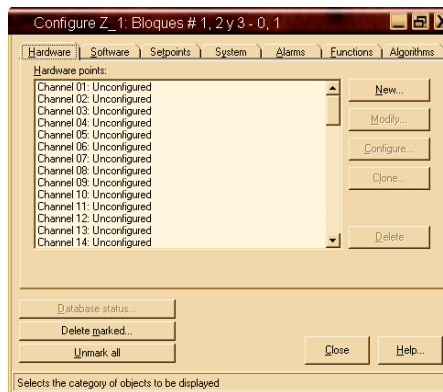 Configure Z_1: Bloques # 1, 2 y 3 - 0, 1
Hardware Software Setpoints System Alarms Functions Algorithms
Hardware points:
Channel 01: Unconfigured
Channel 02: Unconfigured
Channel 03: Unconfigured
Channel 04: Unconfigured
Channel 05: Unconfigured
Channel 06: Unconfigured
Channel 07: Unconfigured
Channel 08: Unconfigured
Channel 09: Unconfigured
Channel 10: Unconfigured
Channel 11: Unconfigured
Channel 12: Unconfigured
Channel 13: Unconfigured
Channel 14: Unconfigured
New...
Modify...
Configure...
Clone...
Delete
Database status...
Delete marked...
Unmark all
Close
Help...
Selects the category of objects to be displayed